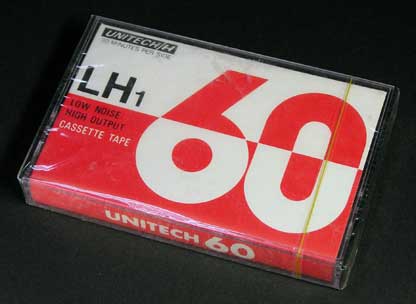 UNITECH
30 MINUTES PER SIDE
LH1
60
LOW NOISE
HIGH OUTPUT
CASSETTE TAPE
UNITECH 60